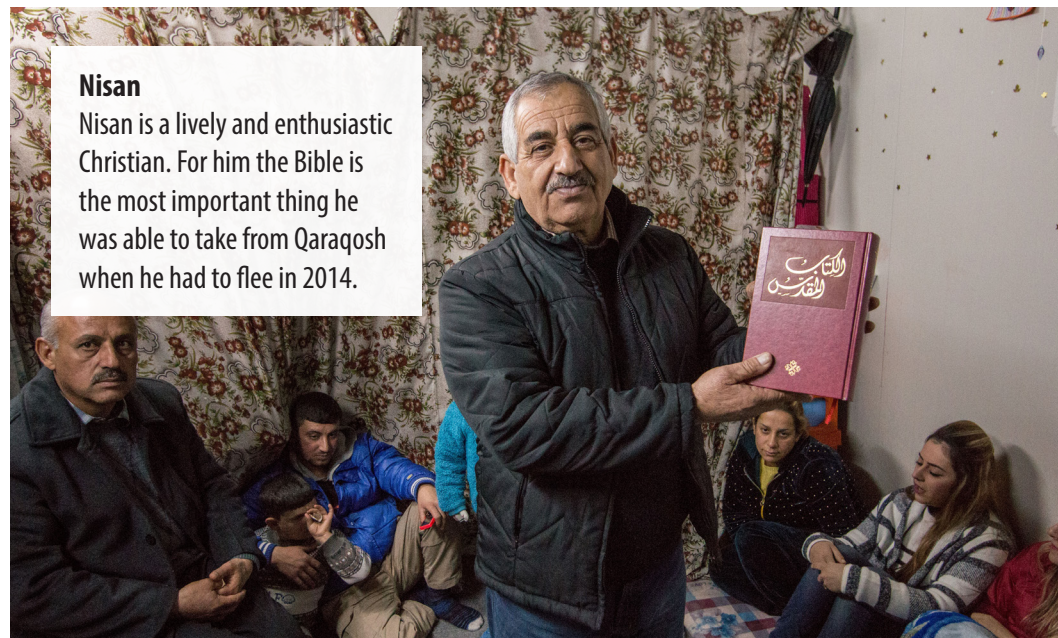 Nisan
Nisan is a lively and enthusiastic
Christian. For him the Bible is
the most important thing he
was able to take from Qaraqosh
when he had to flee in 2014.
الكتاب
المقدس